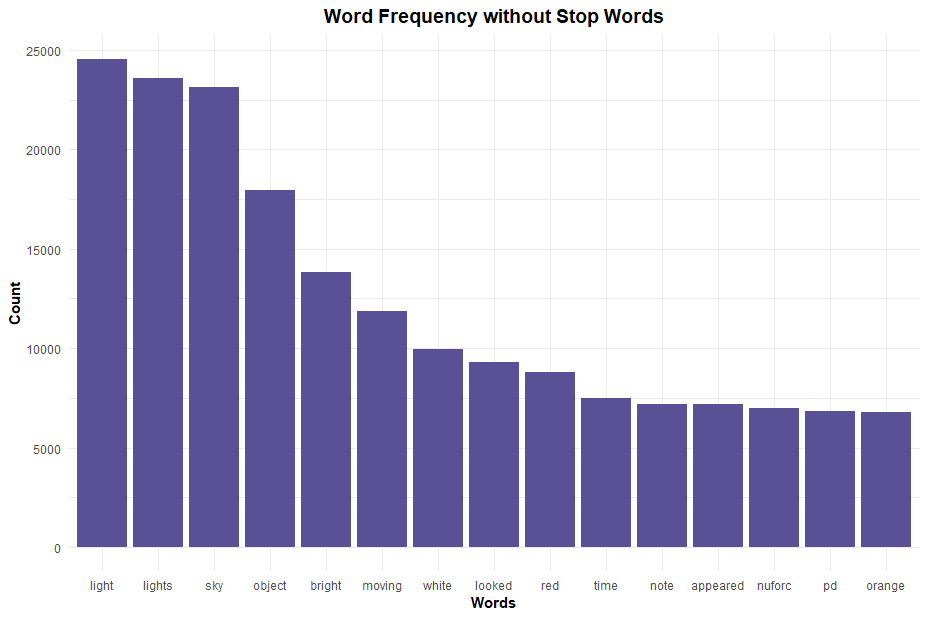 Word Frequency without Stop Words
25000
20000
15000
10000
5000
0
Count
light lights sky object bright moving white looked red time note appeared nuforc pd orange
Words